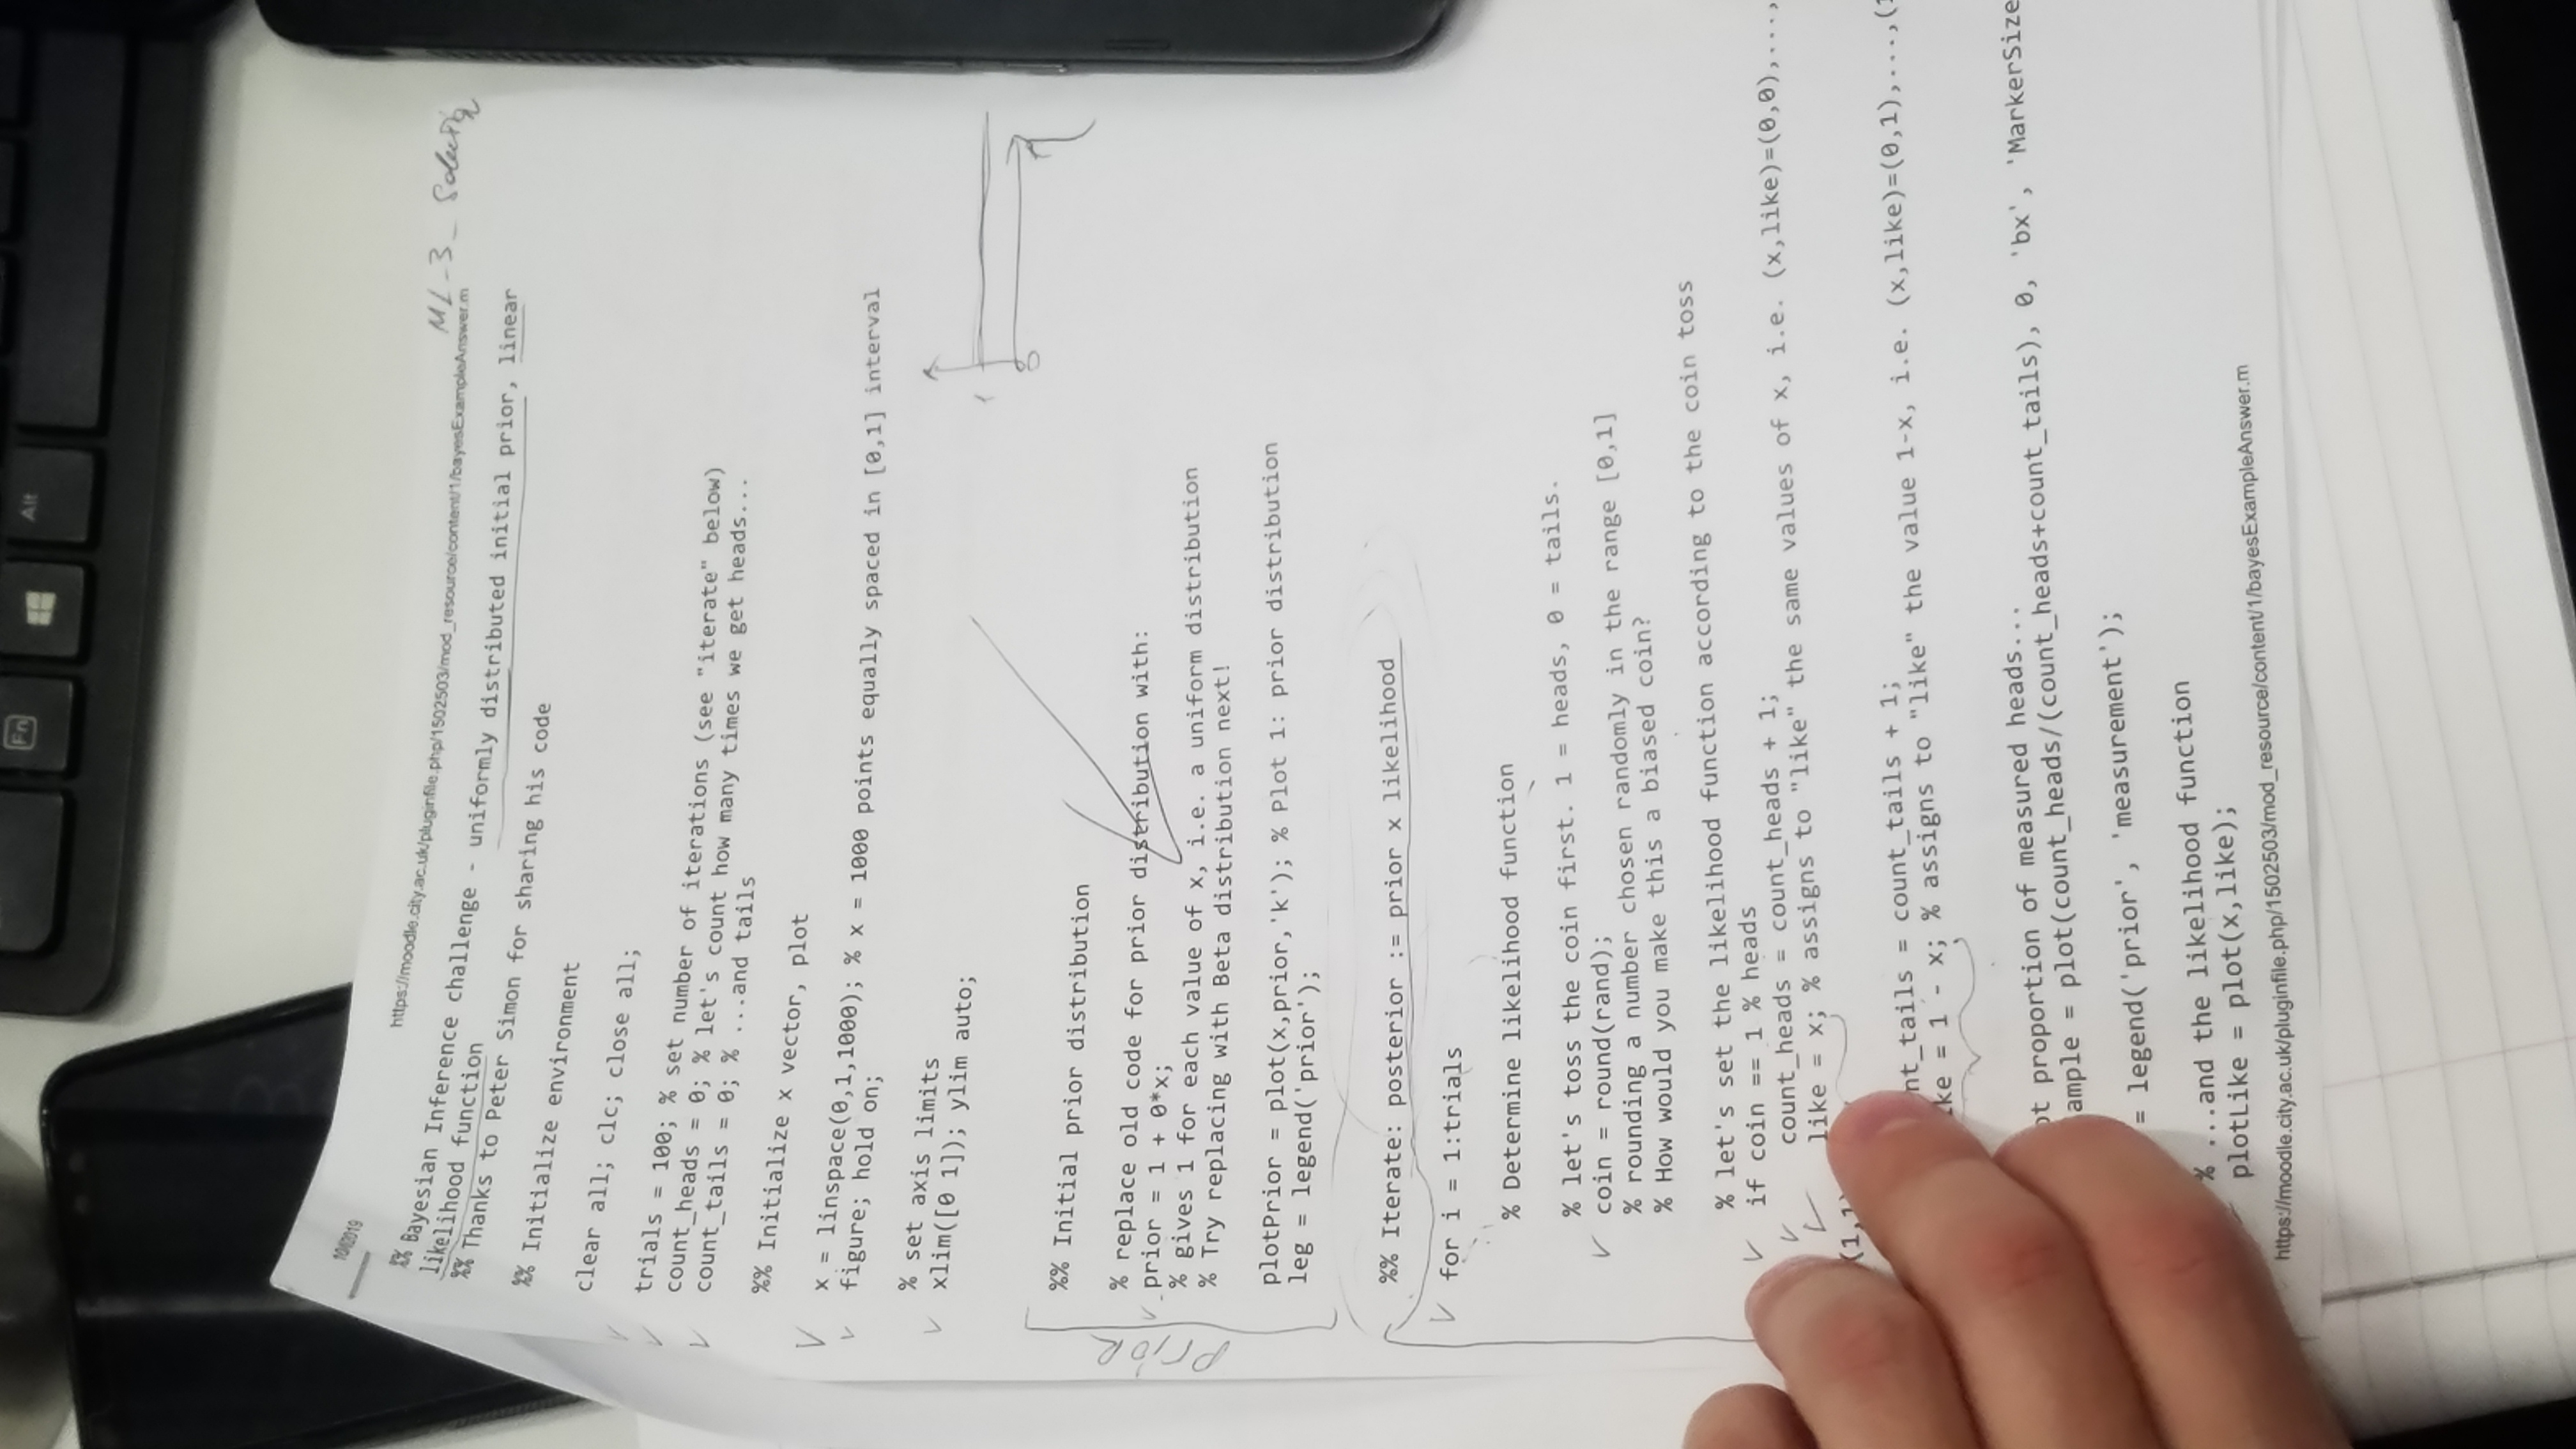 Fn
Alt
https://moodle.city.ac.uk/pluginfile.php/1502503/mod_resource/content/1/bayesExampleAnswer.m
ML-3_ Solution
%% Bayesian Inference challenge - uniformly distributed initial prior, linear
likelihood function
%% Thanks to Peter Simon for sharing his code
%% Initialize environment
clear all; clc; close all;
trials = 100; % set number of iterations (see "iterate" below)
count_heads = 0; % let's count how many times we get heads...
count_tails = 0; % ...and tails
%% Initialize x vector, plot
x = linspace(0,1,1000); % x = 1000 points equally spaced in [0,1] interval
figure; hold on;
% set axis limits
xlim([0 1]); ylim auto;
1
0
PRIOR
%% Initial prior distribution
% replace old code for prior distribution with:
prior = 1 + 0*x;
% gives 1 for each value of x, i.e. a uniform distribution
% Try replacing with Beta distribution next!
plotPrior = plot(x,prior,'k'); % Plot 1: prior distribution
leg = legend('prior');
%% Iterate: posterior := prior x likelihood
for i = 1:trials
% Determine likelihood function
% let's toss the coin first. 1 = heads, 0 = tails.
coin = round(rand);
% rounding a number chosen randomly in the range [0,1]
% How would you make this a biased coin?
% let's set the likelihood function according to the coin toss
if coin == 1 % heads
count_heads = count_heads + 1;
like = x; % assigns to "like" the same values of x, i.e. (x,like)=(0,0),...,
(1,1)
nt_tails = count_tails + 1;
ke = 1 - x; % assigns to "like" the value 1-x, i.e. (x,like)=(0,1),...,(
ot proportion of measured heads...
ample = plot(count_heads/(count_heads+count_tails), 0, 'bx', 'MarkerSize
= legend('prior', 'measurement');
% ...and the likelihood function
plotLike = plot(x,like);
https://moodle.city.ac.uk/pluginfile.php/1502503/mod_resource/content/1/bayesExampleAnswer.m